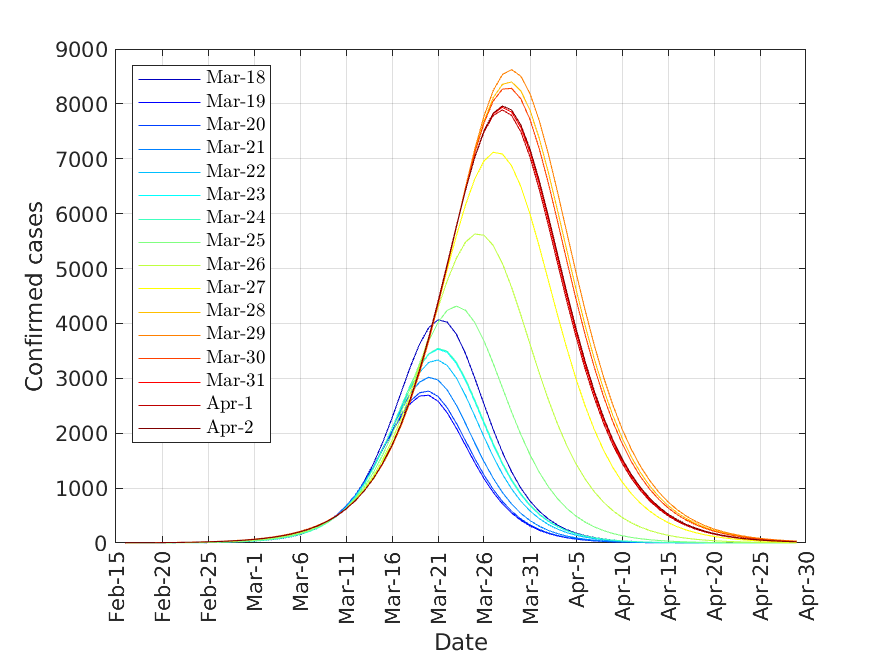 9000
8000
7000
6000
5000
4000
3000
2000
1000
0
Confirmed cases
Mar-18
Mar-19
Mar-20
Mar-21
Mar-22
Mar-23
Mar-24
Mar-25
Mar-26
Mar-27
Mar-28
Mar-29
Mar-30
Mar-31
Apr-1
Apr-2
Feb-15
Feb-20
Feb-25
Mar-1
Mar-6
Mar-11
Mar-16
Mar-21
Mar-26
Mar-31
Apr-5
Apr-10
Apr-15
Apr-20
Apr-25
Apr-30
Date